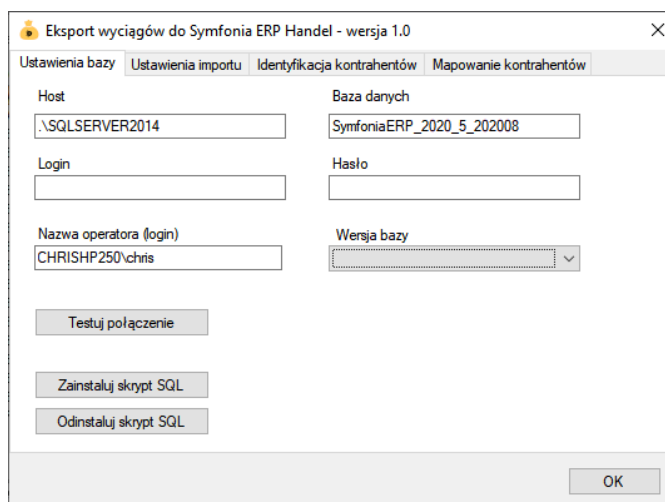 Eksport wyciągów do Symfonia ERP Handel - wersja 1.0
Ustawienia bazy Ustawienia importu Identyfikacja kontrahentów Mapowanie kontrahentów
Host Baza danych
.\SQLSERVER2014 SymfoniaERP_2020_5_202008
Login Hasło
Nazwa operatora (login) Wersja bazy
CHRISHP250\chris
Testuj połączenie
Zainstaluj skrypt SQL
Odinstaluj skrypt SQL
OK